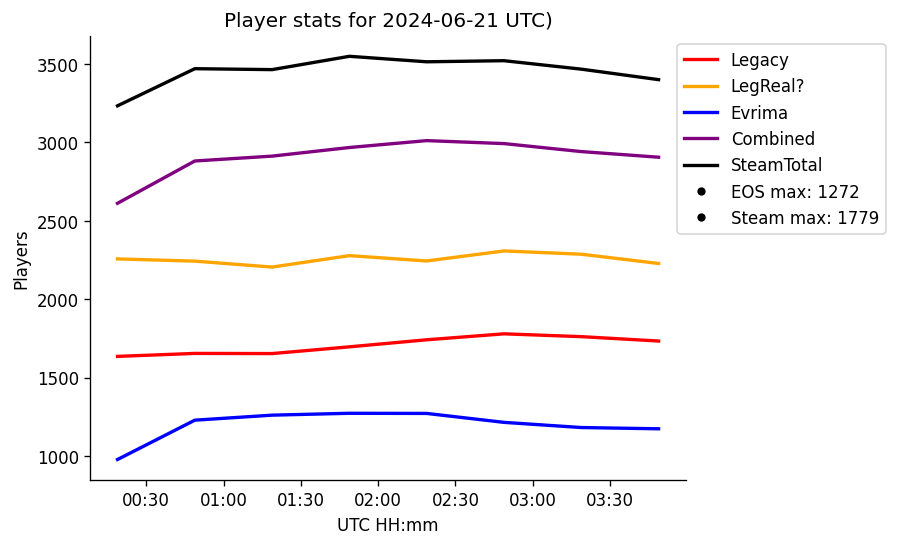 Player stats for 2024-06-21 UTC)
Legacy
LegReal?
Evrima
Combined
SteamTotal
EOS max: 1272
Steam max: 1779
Players
3500
3000
2500
2000
1500
1000
00:30 01:00 01:30 02:00 02:30 03:00 03:30
UTC HH:mm